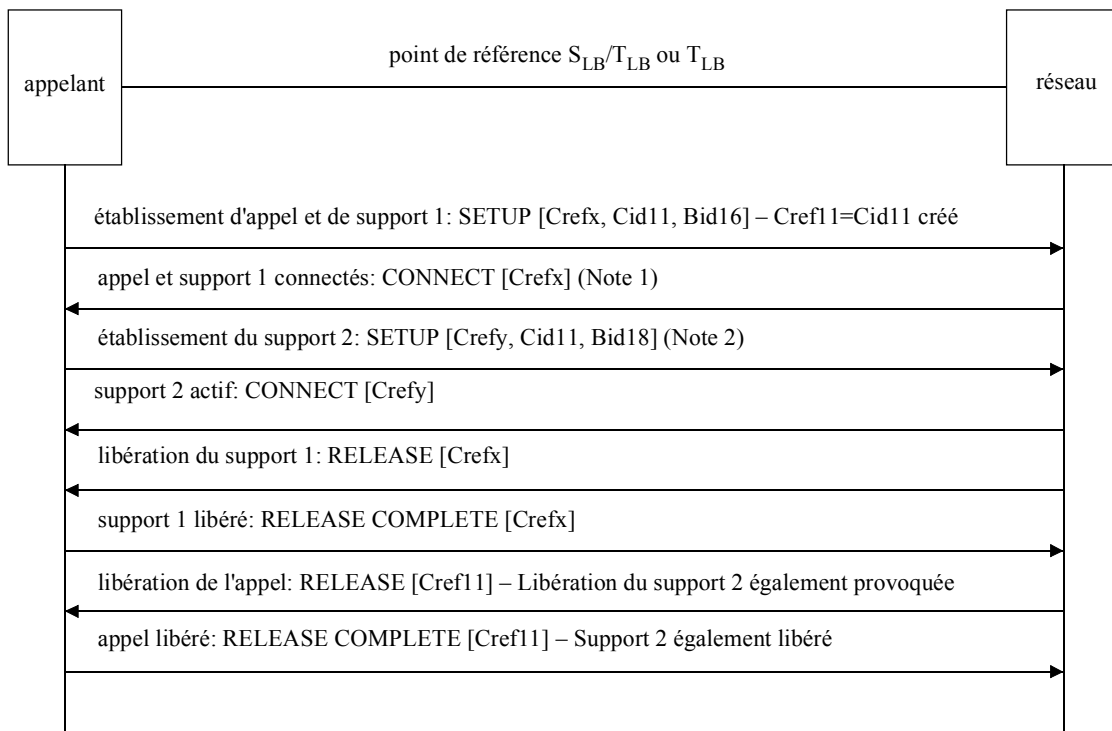 point de référence S_LB/T_LB ou T_LB
appelant
réseau
établissement d'appel et de support 1: SETUP [Crefx, Cid11, Bid16] – Cref11=Cid11 créé
appel et support 1 connectés: CONNECT [Crefx] (Note 1)
établissement du support 2: SETUP [Crefy, Cid11, Bid18] (Note 2)
support 2 actif: CONNECT [Crefy]
libération du support 1: RELEASE [Crefx]
support 1 libéré: RELEASE COMPLETE [Crefx]
libération de l'appel: RELEASE [Cref11] – Libération du support 2 également provoquée
appel libéré: RELEASE COMPLETE [Cref11] – Support 2 également libéré